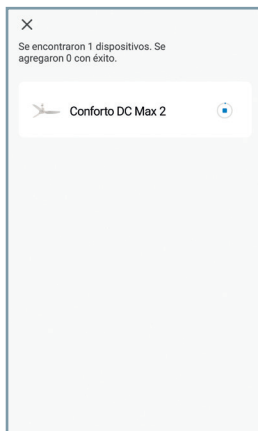 Se encontraron 1 dispositivos. Se
agregaron 0 con éxito.
Conforto DC Max 2